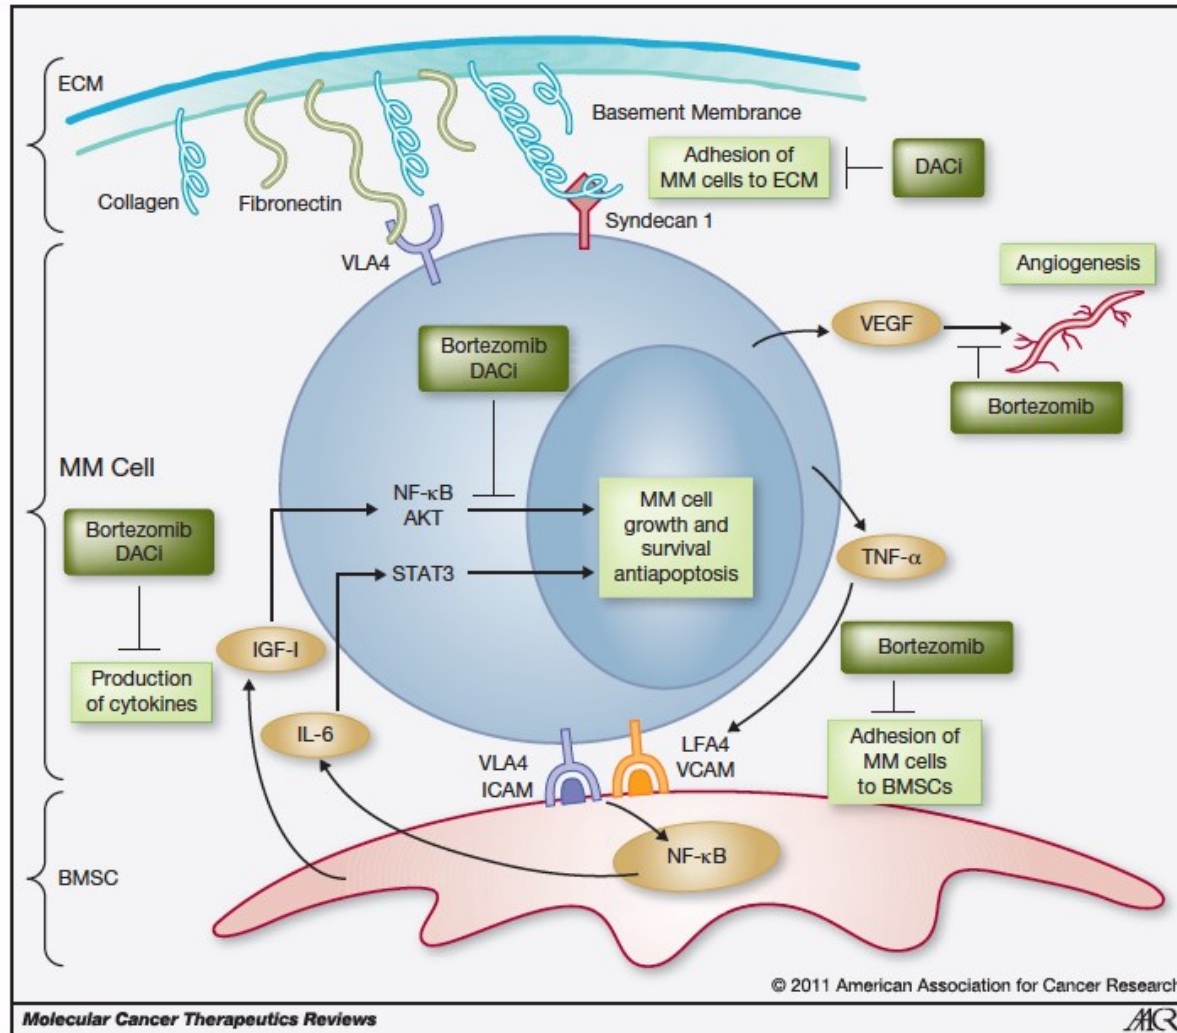 ECM
Basement Membrance
Adhesion of
MM cells to ECM
DACi
Collagen
Fibronectin
Syndecan 1
VLA4
Angiogenesis
VEGF
Bortezomib
DACi
Bortezomib
MM Cell
NF-κB
AKT
MM cell
growth and
survival
antiapoptosis
Bortezomib
DACi
TNF-α
STAT3
IGF-I
Bortezomib
Production
of cytokines
IL-6
LFA4
VCAM
Adhesion of
MM cells
to BMSCs
VLA4
ICAM
NF-κB
BMSC
© 2011 American Association for Cancer Research
Molecular Cancer Therapeutics Reviews
AACR